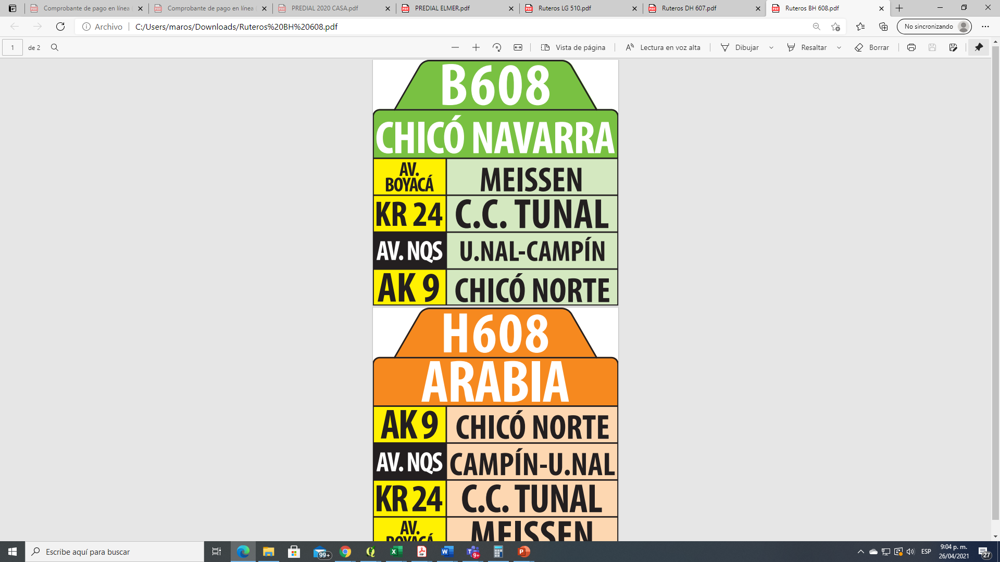 Comprobante de pago en línea
Comprobante de pago en línea
PREDIAL 2020 CASA.pdf
PREDIAL ELMER.pdf
Ruteros LG 510.pdf
Ruteros DH 607.pdf
Ruteros BH 608.pdf
Archivo
C:/Users/maros/Downloads/Ruteros%20BH%20608.pdf
No sincronizando
1 de 2
Vista de página
Lectura en voz alta
Dibujar
Resaltar
Borrar
B608
CHICÓ NAVARRA
AV. BOYACÁ MEISSEN
KR 24 C.C. TUNAL
AV. NQS U.NAL-CAMPÍN
AK 9 CHICÓ NORTE
H608
ARABIA
AK 9 CHICÓ NORTE
AV. NQS CAMPÍN-U.NAL
KR 24 C.C. TUNAL
AV. BOYACÁ MEISSEN
Escribe aquí para buscar
99+
9+
ESP
9:04 p. m.
26/04/2021
27